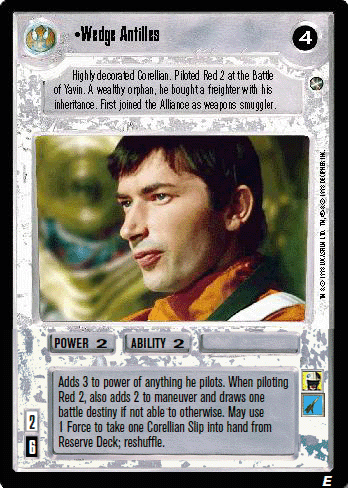 •Wedge Antilles
4
Highly decorated Corellian. Piloted Red 2 at the Battle
of Yavin. A wealthy orphan, he bought a freighter with his
inheritance. First joined the Alliance as weapons smuggler.
POWER 2 ABILITY 2
Adds 3 to power of anything he pilots. When piloting
Red 2, also adds 2 to maneuver and draws one
battle destiny if not able to otherwise. May use
1 Force to take one Corellian Slip into hand from
Reserve Deck; reshuffle.
2
6
E